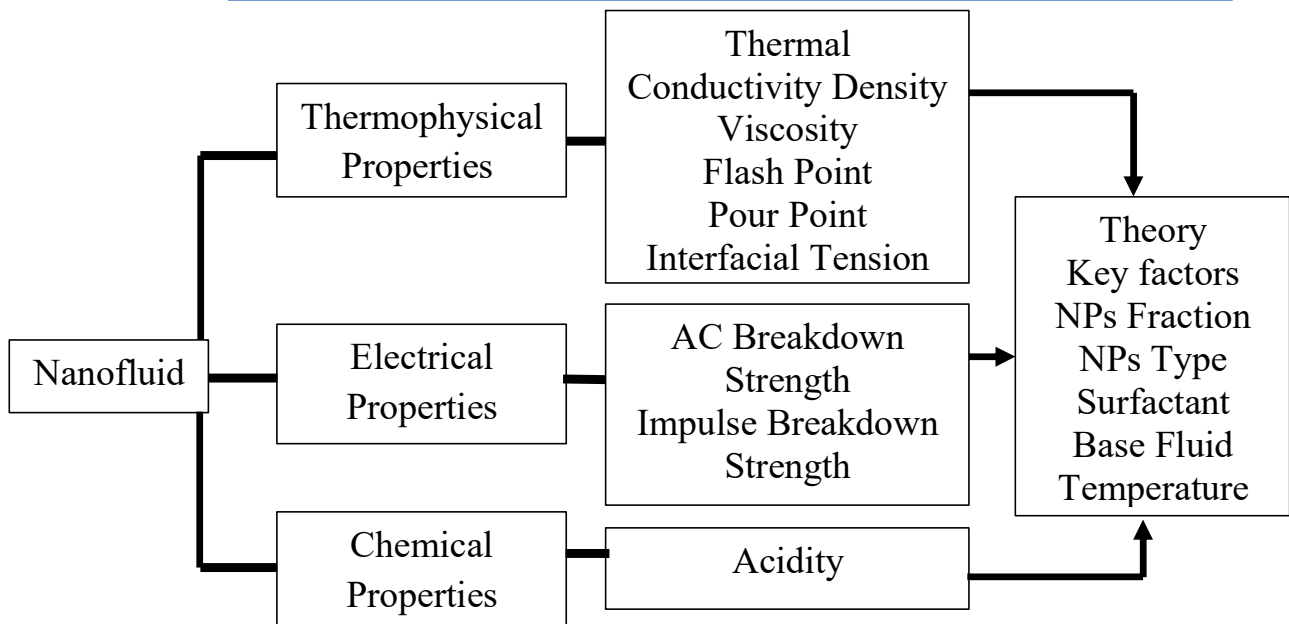 Nanofluid
Thermophysical
Properties
Electrical
Properties
Chemical
Properties
Thermal
Conductivity Density
Viscosity
Flash Point
Pour Point
Interfacial Tension
AC Breakdown
Strength
Impulse Breakdown
Strength
Acidity
Theory
Key factors
NPs Fraction
NPs Type
Surfactant
Base Fluid
Temperature